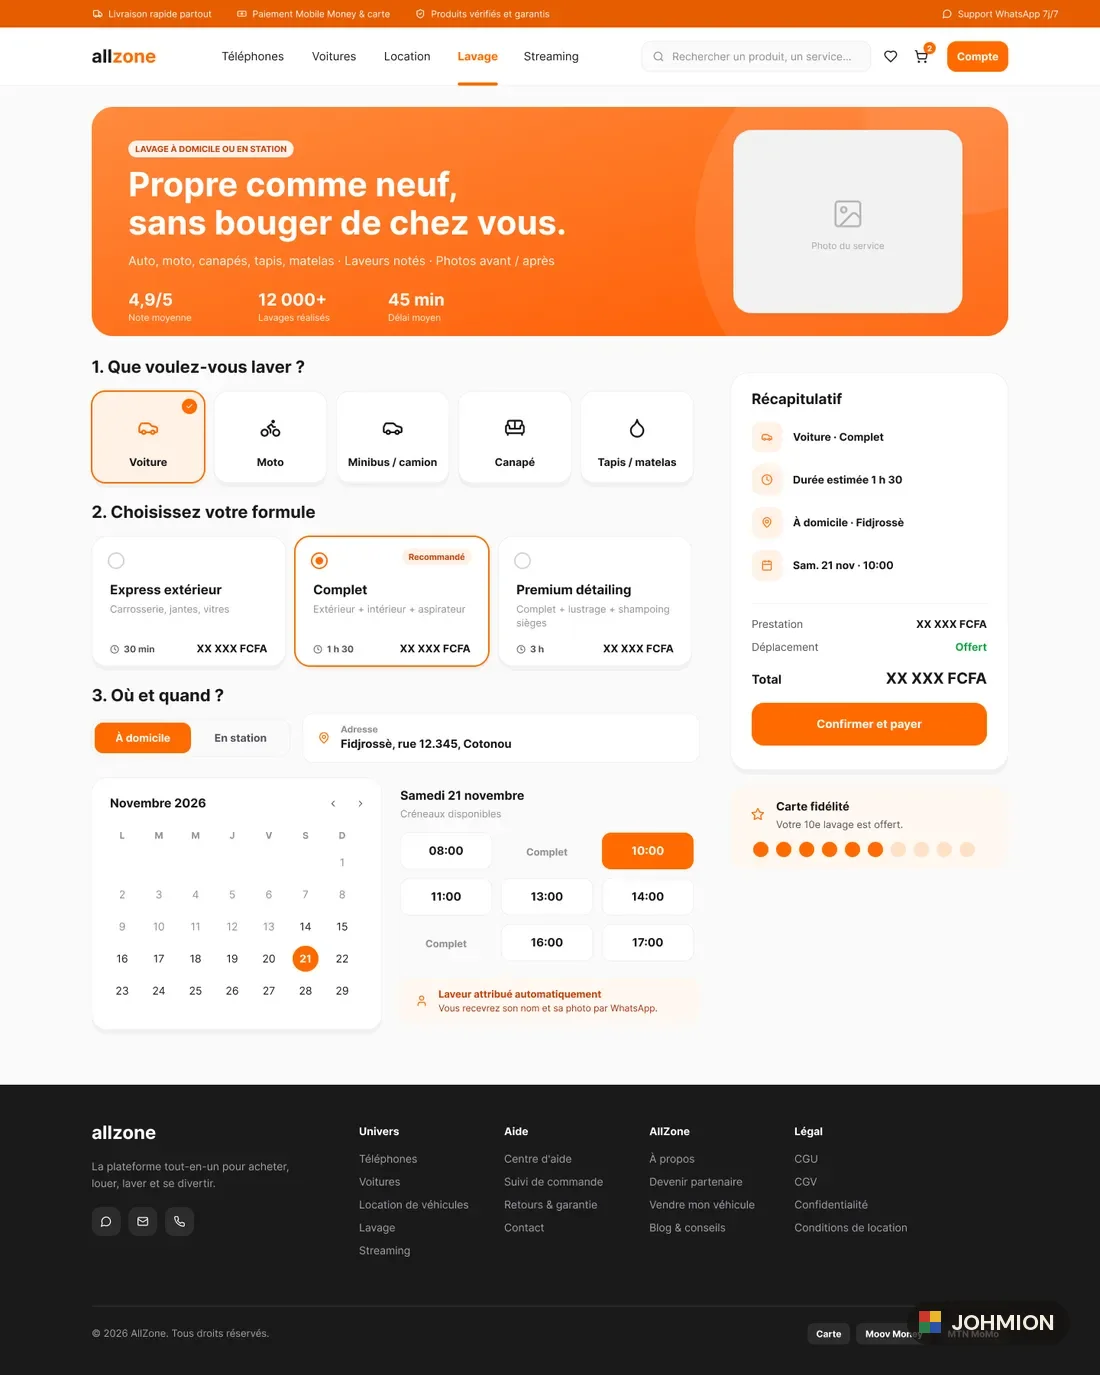 Livraison rapide partout
Paiement Mobile Money & carte
Produits vérifiés et garantis
Support WhatsApp 7j/7
allzone
Téléphones
Voitures
Location
Lavage
Streaming
Rechercher un produit, un service...
2
Compte
LAVAGE À DOMICILE OU EN STATION
Propre comme neuf,
sans bouger de chez vous.
Auto, moto, canapés, tapis, matelas · Laveurs notés · Photos avant / après
4,9/5
Note moyenne
12 000+
Lavages réalisés
45 min
Délai moyen
Photo du service
1. Que voulez-vous laver ?
Voiture
Moto
Minibus / camion
Canapé
Tapis / matelas
2. Choisissez votre formule
Express extérieur
Carrosserie, jantes, vitres
30 min
XX XXX FCFA
Recommandé
Complet
Extérieur + intérieur + aspirateur
1 h 30
XX XXX FCFA
Premium détailing
Complet + lustrage + shampoing
sièges
3 h
XX XXX FCFA
3. Où et quand ?
À domicile
En station
Adresse
Fidjrossè, rue 12.345, Cotonou
Novembre 2026
L M M J V S D
1
2 3 4 5 6 7 8
9 10 11 12 13 14 15
16 17 18 19 20 21 22
23 24 25 26 27 28 29
Samedi 21 novembre
Créneaux disponibles
08:00 Complet 10:00
11:00 13:00 14:00
Complet 16:00 17:00
Laveur attribué automatiquement
Vous recevrez son nom et sa photo par WhatsApp.
Récapitulatif
Voiture · Complet
Durée estimée 1 h 30
À domicile · Fidjrossè
Sam. 21 nov · 10:00
Prestation XX XXX FCFA
Déplacement Offert
Total XX XXX FCFA
Confirmer et payer
Carte fidélité
Votre 10e lavage est offert.
allzone
La plateforme tout-en-un pour acheter,
louer, laver et se divertir.
Univers
Téléphones
Voitures
Location de véhicules
Lavage
Streaming
Aide
Centre d'aide
Suivi de commande
Retours & garantie
Contact
AllZone
À propos
Devenir partenaire
Vendre mon véhicule
Blog & conseils
Légal
CGU
CGV
Confidentialité
Conditions de location
© 2026 AllZone. Tous droits réservés.
Carte
Moov Money
MTN MoMo
JOHMION